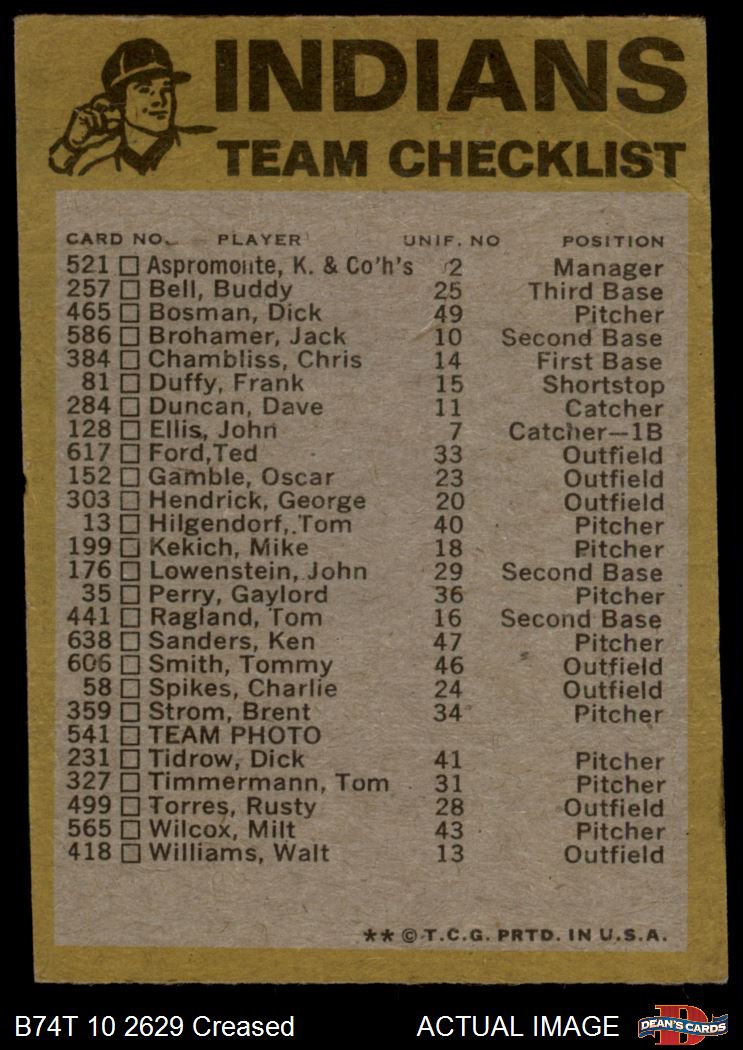 INDIANS
TEAM CHECKLIST
CARD NO. PLAYER UNIF. NO POSITION
521 Aspromonte, K. & Co'h's 2 Manager
257 Bell, Buddy 25 Third Base
465 Bosman, Dick 49 Pitcher
586 Brohamer, Jack 10 Second Base
384 Chambliss, Chris 14 First Base
81 Duffy, Frank 15 Shortstop
284 Duncan, Dave 11 Catcher
128 Ellis, John 7 Catcher—1B
617 Ford,Ted 33 Outfield
152 Gamble, Oscar 23 Outfield
303 Hendrick, George 20 Outfield
13 Hilgendorf, Tom 40 Pitcher
199 Kekich, Mike 18 Pitcher
176 Lowenstein, John 29 Second Base
35 Perry, Gaylord 36 Pitcher
441 Ragland, Tom 16 Second Base
638 Sanders, Ken 47 Pitcher
606 Smith, Tommy 46 Outfield
58 Spikes, Charlie 24 Outfield
359 Strom, Brent 34 Pitcher
541 TEAM PHOTO
231 Tidrow, Dick 41 Pitcher
327 Timmermann, Tom 31 Pitcher
499 Torres, Rusty 28 Outfield
565 Wilcox, Milt 43 Pitcher
418 Williams, Walt 13 Outfield
** © T.C.G. PRTD. IN U.S.A.
B74T 10 2629 Creased ACTUAL IMAGE
D
DEAN'S CARDS